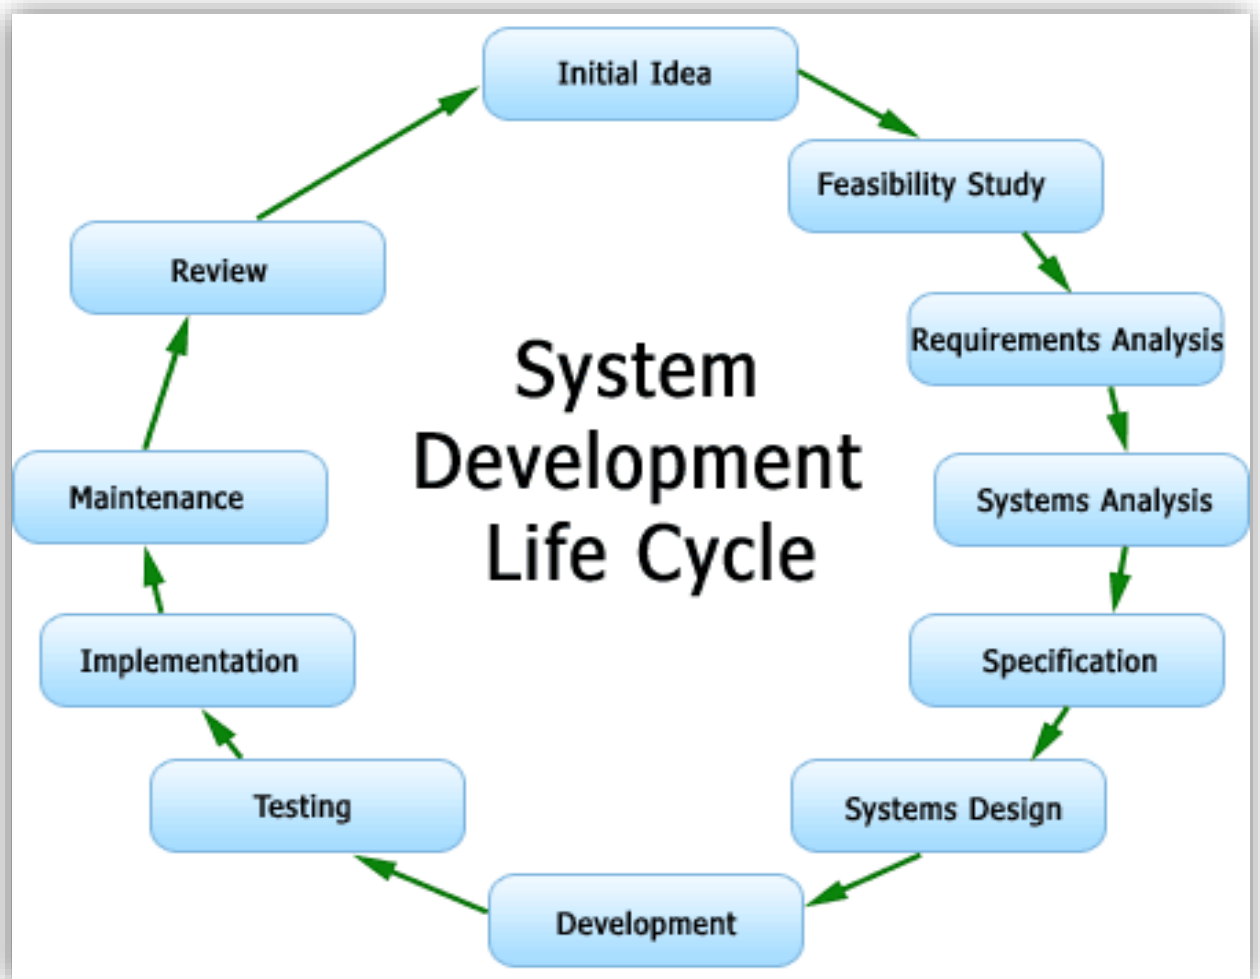 Initial Idea
Feasibility Study
Requirements Analysis
Systems Analysis
Specification
Systems Design
Development
Testing
Implementation
Maintenance
Review
System
Development
Life Cycle